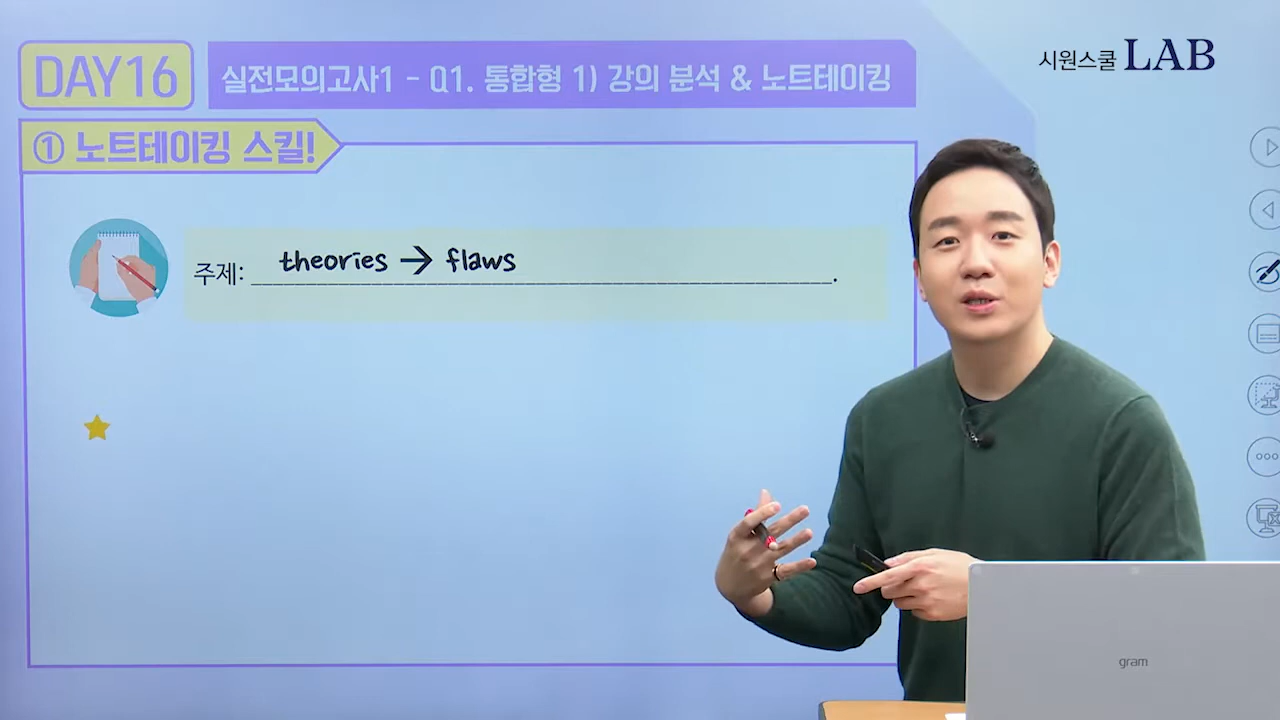 DAY16
실전모의고사1 - Q1. 통합형 1) 강의 분석 & 노트테이킹
시원스쿨 LAB
① 노트테이킹 스킬!
주제: theories → flaws .
gram